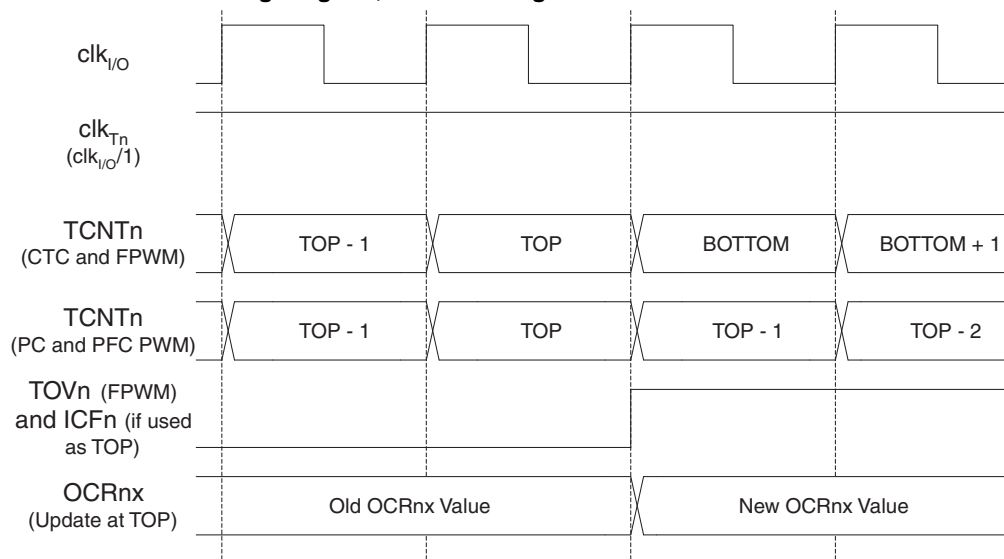 clkI/O
clkTn
(clkI/O/1)
TCNTn
(CTC and FPWM)
TOP - 1
TOP
BOTTOM
BOTTOM + 1
TCNTn
(PC and PFC PWM)
TOP - 1
TOP
TOP - 1
TOP - 2
TOVn (FPWM)
and ICFn (if used
as TOP)
OCRnx
(Update at TOP)
Old OCRnx Value
New OCRnx Value